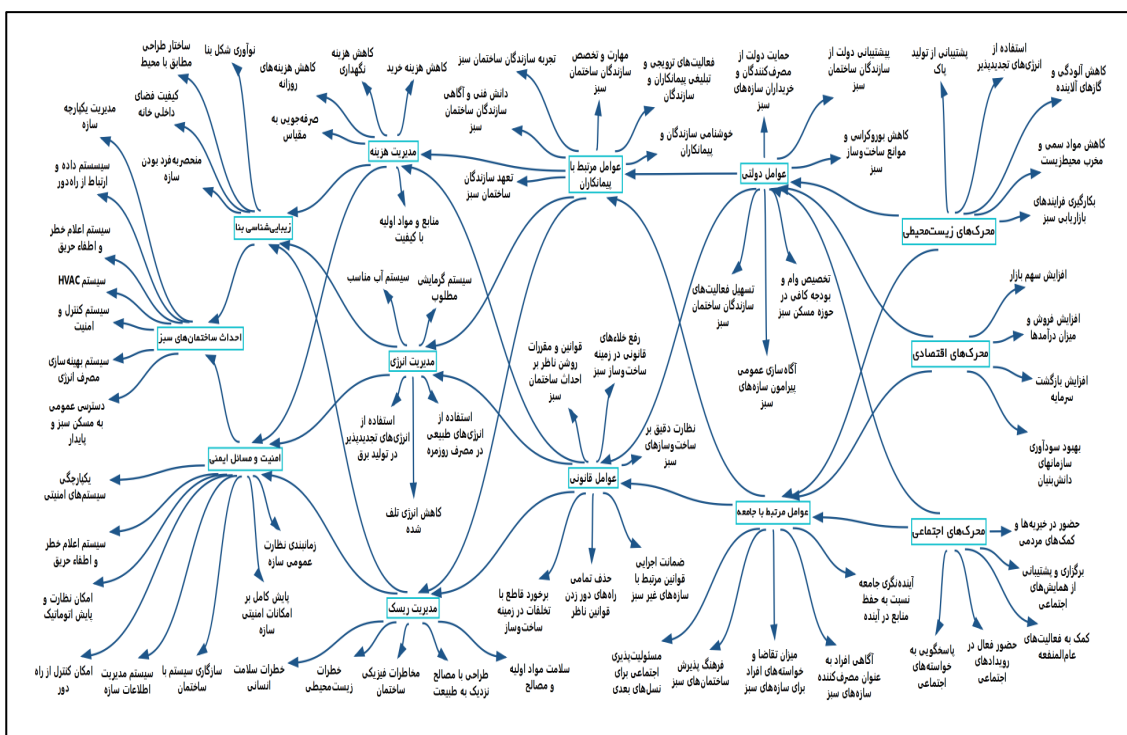 استفاده از
انرژی‌های تجدیدپذیر
پشتیبانی از تولید
پاک
کاهش آلودگی و
گازهای آلاینده
کاهش مواد سمی و
مخرب محیط‌زیست
بکارگیری فرایندهای
بازاریابی سبز
محرک‌های زیست‌محیطی
افزایش سهم بازار
افزایش فروش و
میزان درآمدها
محرک‌های اقتصادی
افزایش بازگشت
سرمایه
بهبود سودآوری
سازمانهای
دانش‌بنیان
محرک‌های اجتماعی
حضور در خیریه‌ها و
کمک‌های مردمی
برگزاری و پشتیبانی
از همایش‌های
اجتماعی
کمک به فعالیت‌های
عام‌المنفعه
حضور فعال در
رویدادهای
اجتماعی
پاسخگویی به
خواسته‌های
اجتماعی
پیشتیبانی دولت از
سازندگان ساختمان
سبز
حمایت دولت از
مصرف‌کنندگان و
خریداران سازه‌های
سبز
کاهش بوروکراسی و
موانع ساخت‌وساز
سبز
عوامل دولتی
تخصیص وام و
بودجه کافی در
حوزه مسکن سبز
تسهیل فعالیت‌های
سازندگان ساختمان
سبز
آگاه‌سازی عمومی
پیرامون سازه‌های
سبز
عوامل مرتبط با جامعه
آینده‌نگری جامعه
نسبت به حفظ
منابع در آینده
آگاهی افراد به
عنوان مصرف‌کننده
سازه‌های سبز
میزان تقاضا و
خواسته‌های افراد
برای سازه‌های سبز
فرهنگ پذیرش
ساختمان‌های سبز
مسئولیت‌پذیری
اجتماعی برای
نسل‌های بعدی
فعالیت‌های ترویجی و
تبلیغی پیمانکاران و
سازندگان
مهارت و تخصص
سازندگان ساختمان
سبز
تجربه سازندگان ساختمان سبز
دانش فنی و آگاهی
سازندگان ساختمان
سبز
خوشنامی سازندگان و
پیمانکاران
عوامل مرتبط با
پیمانکاران
تعهد سازندگان
ساختمان سبز
رفع خلاءهای
قانونی در زمینه
ساخت‌وساز سبز
قوانین و مقررات
روشن ناظر بر
احداث ساختمان
سبز
نظارت دقیق بر
ساخت‌وسازهای
سبز
عوامل قانونی
ضمانت اجرایی
قوانین مرتبط با
سازه‌های غیر سبز
حذف تمامی
راه‌های دور زدن
قوانین ناظر
برخورد قاطع با
تخلفات در زمینه
ساخت‌وساز
کاهش هزینه خرید
کاهش هزینه
نگهداری
کاهش هزینه‌های
روزانه
صرفه‌جویی به
مقیاس
مدیریت هزینه
منابع و مواد اولیه
با کیفیت
سیستم گرمایشی
مطلوب
سیستم آب مناسب
مدیریت انرژی
استفاده از
انرژی‌های طبیعی
در مصرف روزمره
استفاده از
انرژی‌های تجدیدپذیر
در تولید برق
کاهش انرژی تلف
شده
مدیریت ریسک
سلامت مواد اولیه
و مصالح
طراحی با مصالح
نزدیک به طبیعت
مخاطرات فیزیکی
ساختمان
خطرات
زیست‌محیطی
خطرات سلامت
انسانی
نوآوری شکل بنا
ساختار طراحی
مطابق با محیط
کیفیت فضای
داخلی خانه
منحصربه‌فرد بودن
سازه
زیبایی‌شناسی بنا
مدیریت یکپارچه
سازه
سیسستم داده و
ارتباط از راه‌دور
سیستم اعلام خطر
و اطفاء حریق
سیستم HVAC
سیستم کنترل و
امنیت
احداث ساختمان‌های سبز
سیستم بهینه‌سازی
مصرف انرژی
دسترسی عمومی
به مسکن سبز و
پایدار
امنیت و مسائل ایمنی
یکپارچگی
سیستم‌های امنیتی
سیستم اعلام خطر
و اطفاء حریق
امکان نظارت و
پایش اتوماتیک
امکان کنترل از راه
دور
سیستم مدیریت
اطلاعات سازه
سازگاری سیستم با
ساختمان
پایش کامل بر
امکانات امنیتی
سازه
زمانبندی نظارت
عمومی سازه